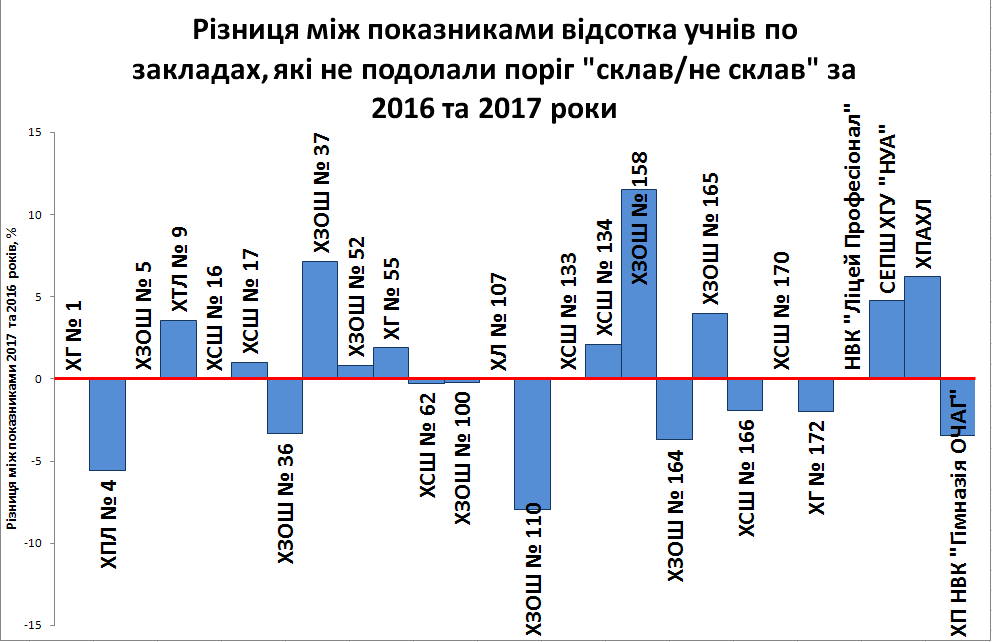 Різниця між показниками відсотка учнів по
закладах, які не подолали поріг "склав/не склав" за
2016 та 2017 роки
Різниця між показниками 2017 та 2016 років, %
15
10
5
0
-5
-10
-15
ХГ № 1
ХПЛ № 4
ХЗОШ № 5
ХТЛ № 9
ХСШ № 16
ХСШ № 17
ХЗОШ № 36
ХЗОШ № 37
ХЗОШ № 52
ХГ № 55
ХСШ № 62
ХЗОШ № 100
ХЛ № 107
ХЗОШ № 110
ХСШ № 133
ХСШ № 134
ХЗОШ № 158
ХЗОШ № 164
ХЗОШ № 165
ХСШ № 166
ХСШ № 170
ХГ № 172
НВК "Ліцей Професіонал"
СЕПШ ХГУ "НУА"
ХПАХЛ
ХП НВК "Гімназія ОЧАГ"